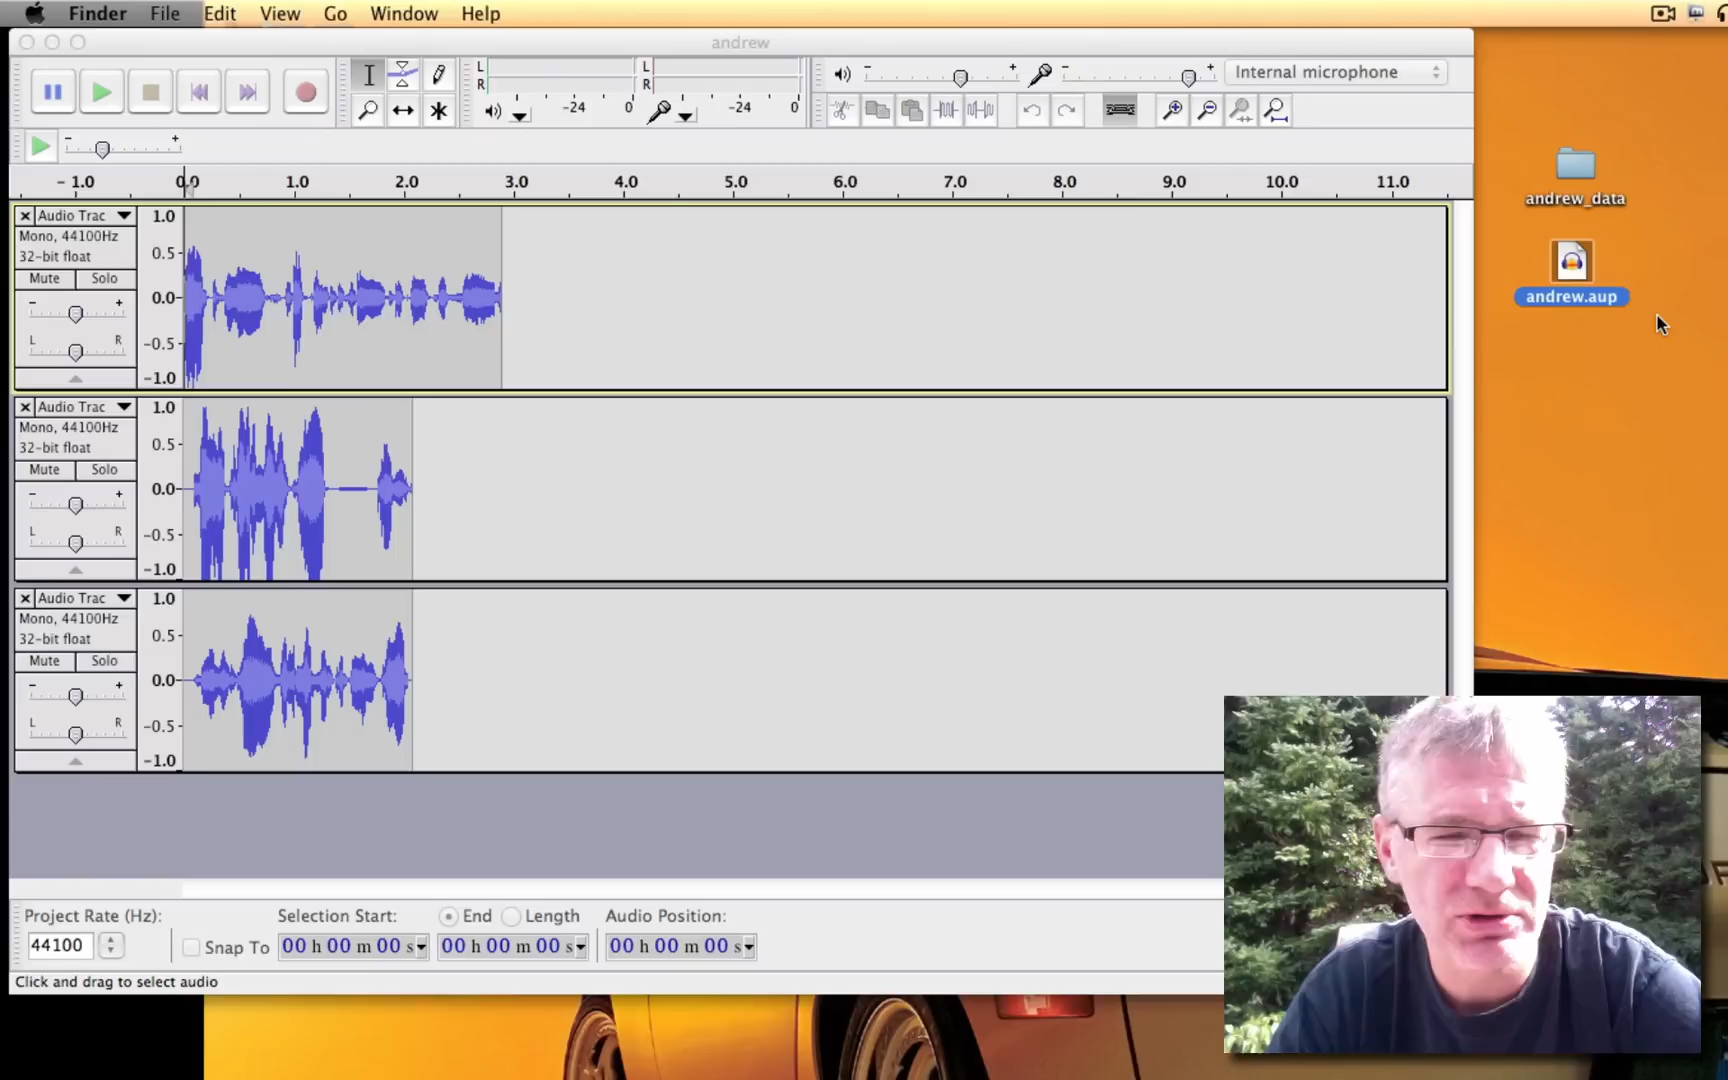 Finder File Edit View Go Window Help
andrew
L
R
-24 0
L
R
-24 0
- +
- +
Internal microphone
- +
- 1.0 0.0 1.0 2.0 3.0 4.0 5.0 6.0 7.0 8.0 9.0 10.0 11.0
Audio Trac
Mono, 44100Hz
32-bit float
Mute Solo
- +
L R
1.0
0.5
0.0
-0.5
-1.0
Audio Trac
Mono, 44100Hz
32-bit float
Mute Solo
- +
L R
1.0
0.5
0.0
-0.5
-1.0
Audio Trac
Mono, 44100Hz
32-bit float
Mute Solo
- +
L R
1.0
0.5
0.0
-0.5
-1.0
andrew_data
andrew.aup
Project Rate (Hz):
44100
Snap To
Selection Start:
00 h 00 m 00 s
End Length
00 h 00 m 00 s
Audio Position:
00 h 00 m 00 s
Click and drag to select audio